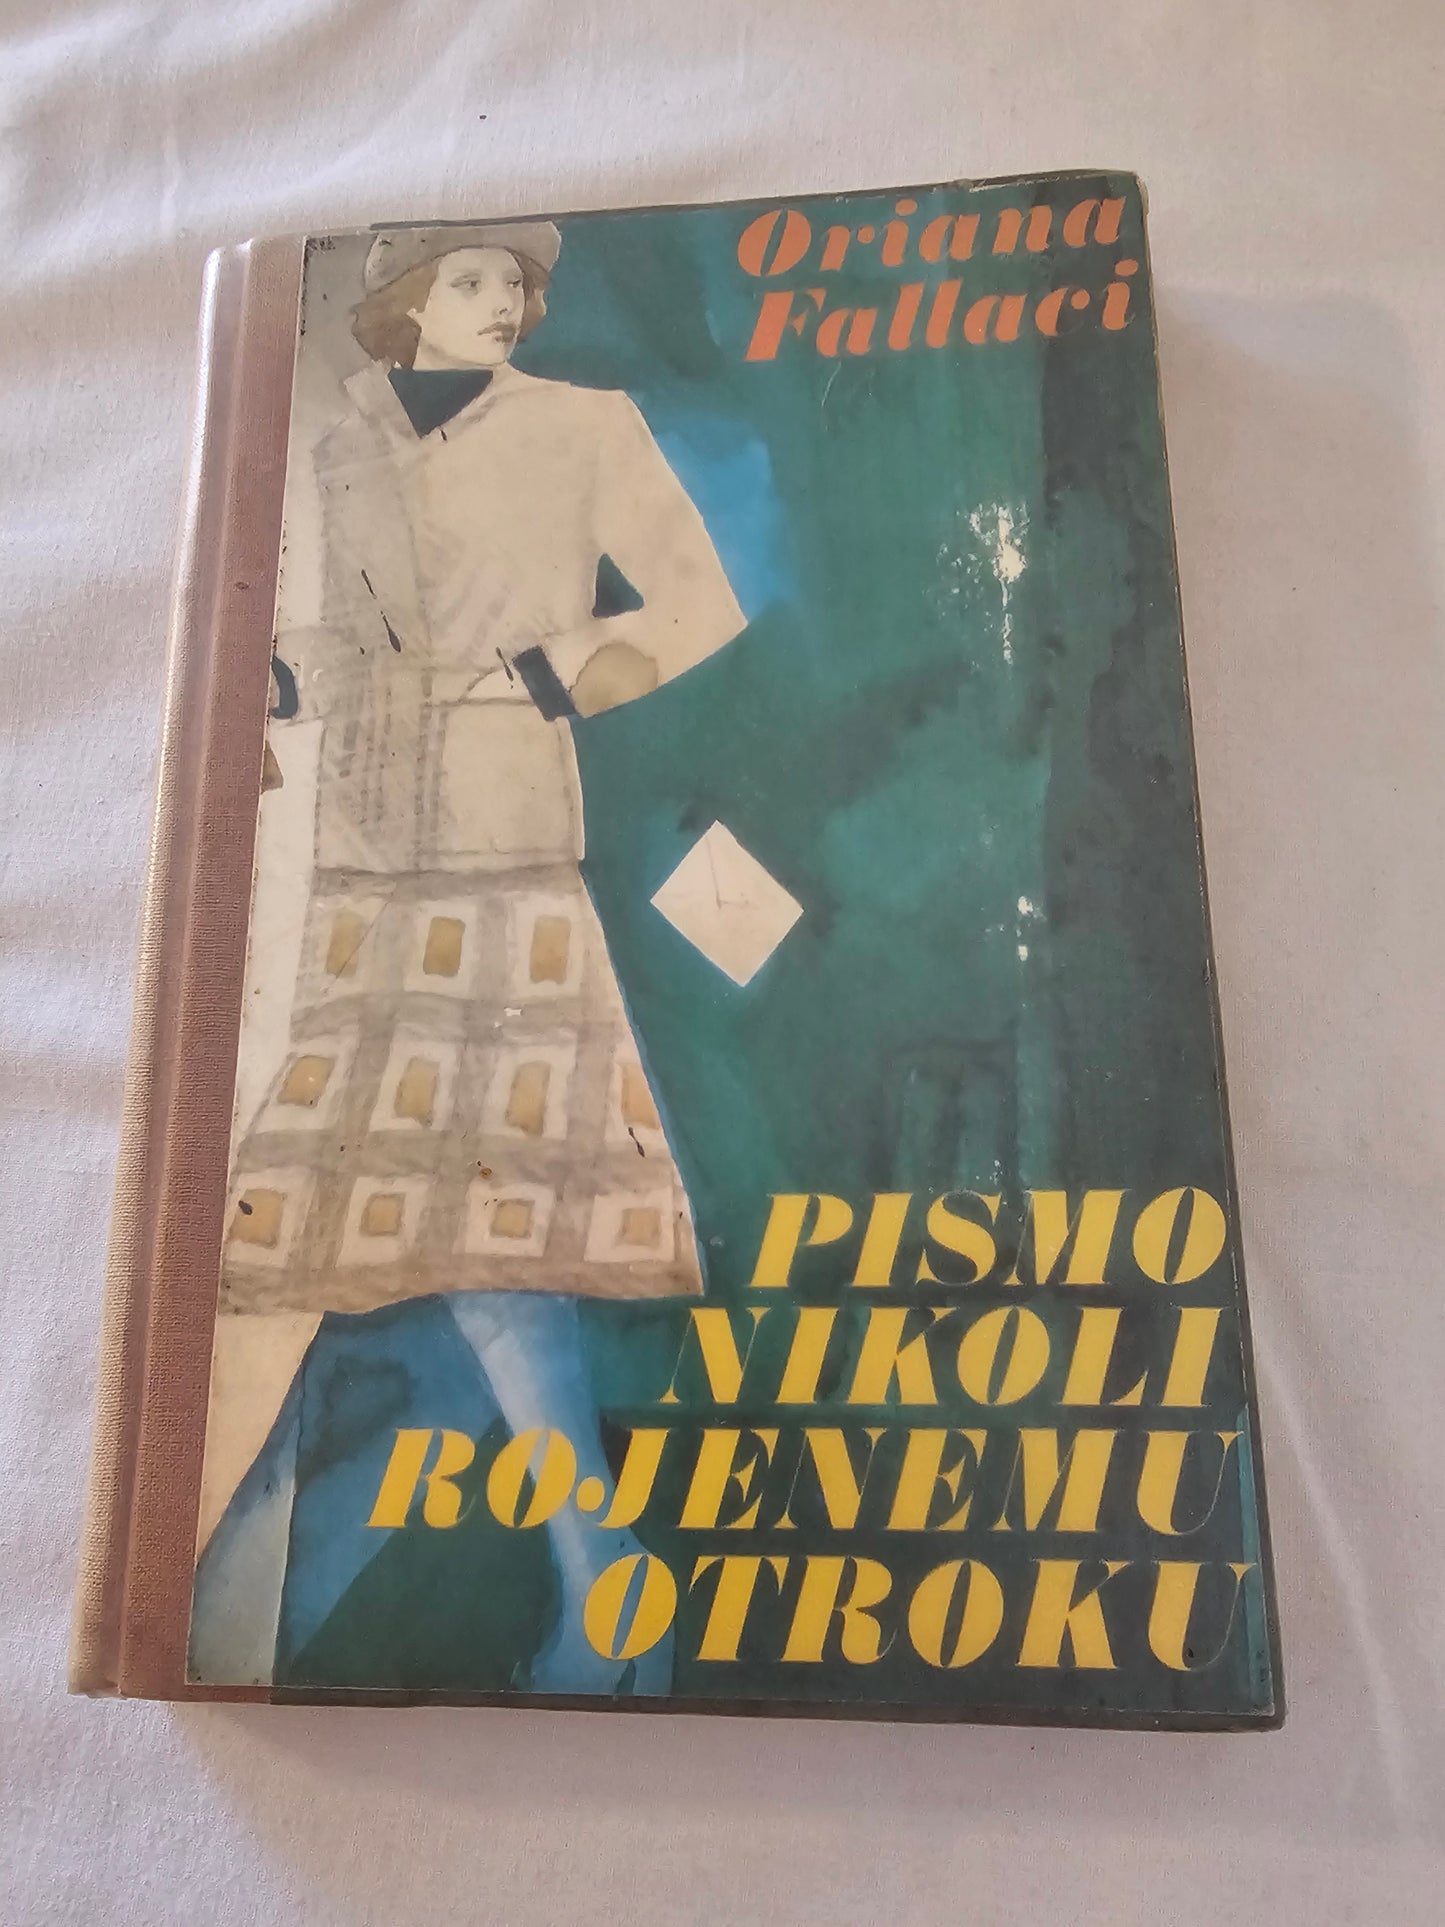 Oriana
Fallaci
PISMO
NIKOLI
ROJENEMU
OTROKU